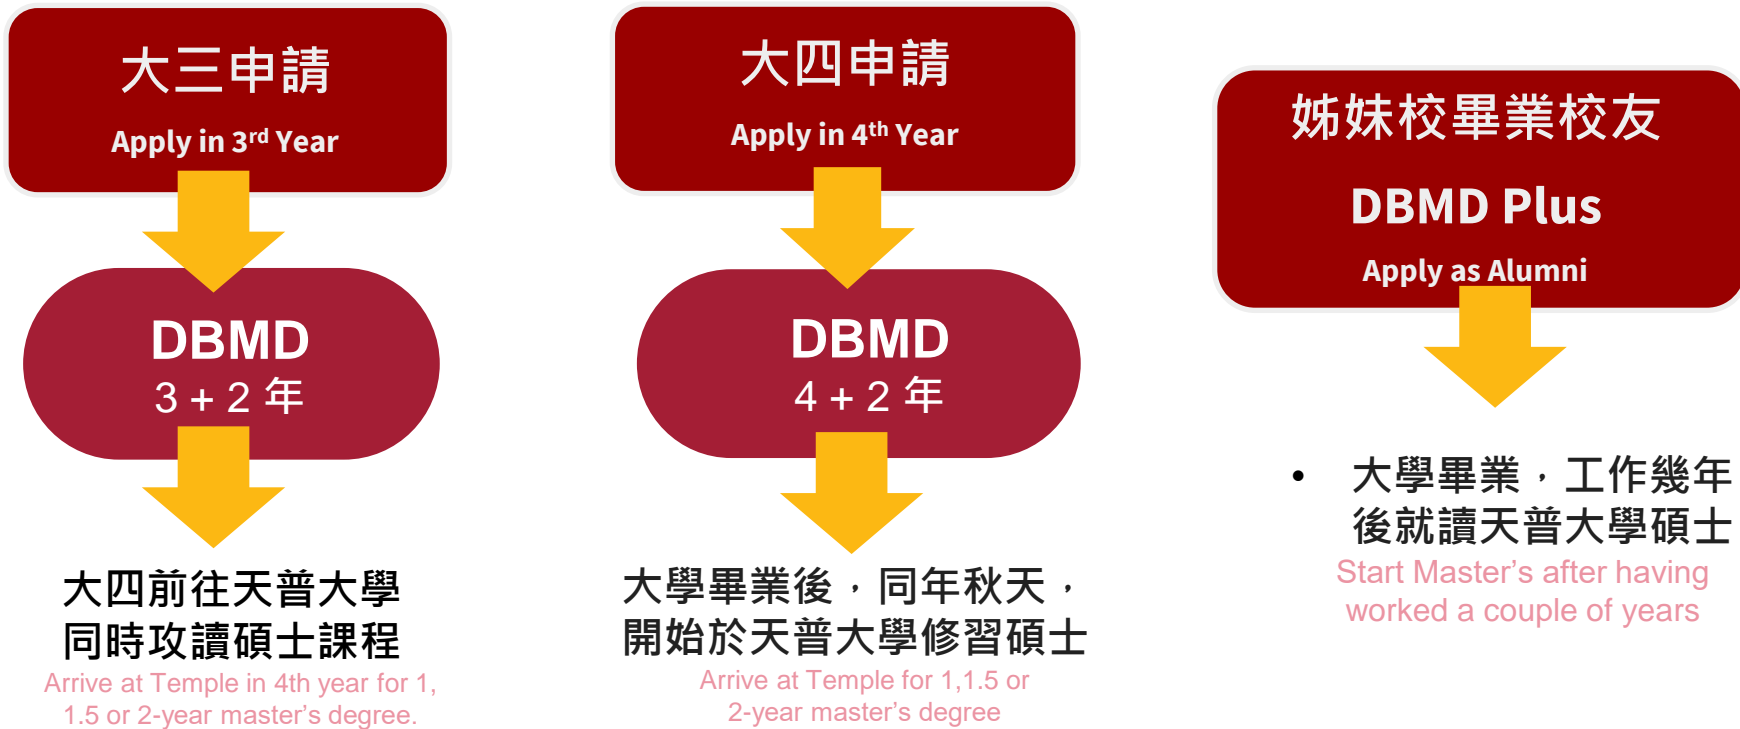 大三申請
Apply in 3rd Year
DBMD
3 + 2 年
大四前往天普大學
同時攻讀碩士課程
Arrive at Temple in 4th year for 1,
1.5 or 2-year master's degree.
大四申請
Apply in 4th Year
DBMD
4 + 2 年
大學畢業後，同年秋天，
開始於天普大學修習碩士
Arrive at Temple for 1,1.5 or
2-year master's degree
姊妹校畢業校友
DBMD Plus
Apply as Alumni
• 大學畢業，工作幾年
後就讀天普大學碩士
Start Master's after having
worked a couple of years